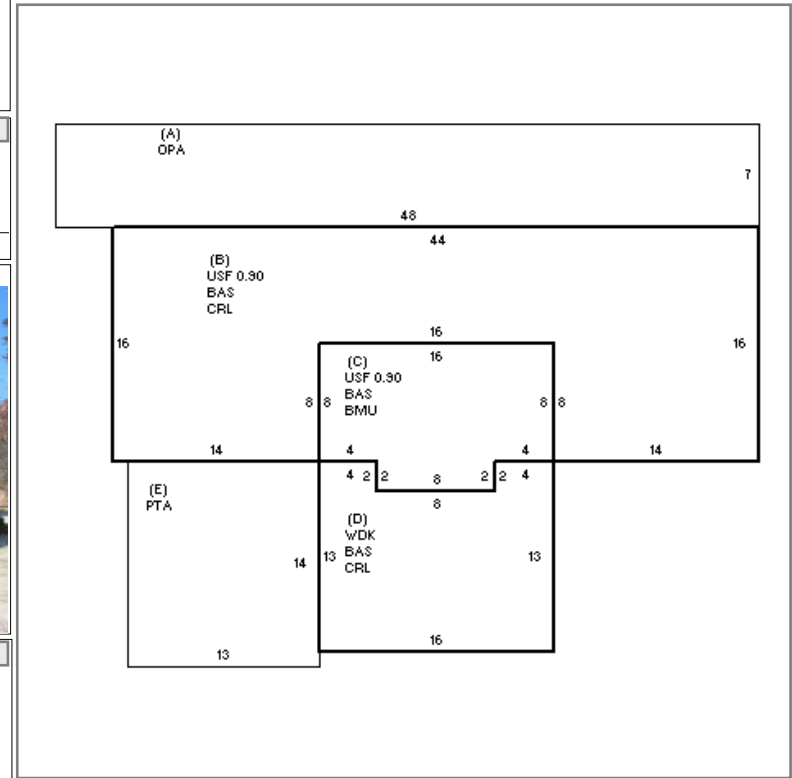 (A)
OPA
7
48
44
(B)
USF 0.90
BAS
CRL
16
16
16
16
(C)
USF 0.90
BAS
BMU
8 8
8 8
14
4
4
14
4 2 2
8
2 2 4
8
(E)
PTA
(D)
WDK
BAS
CRL
14
13
13
16
13